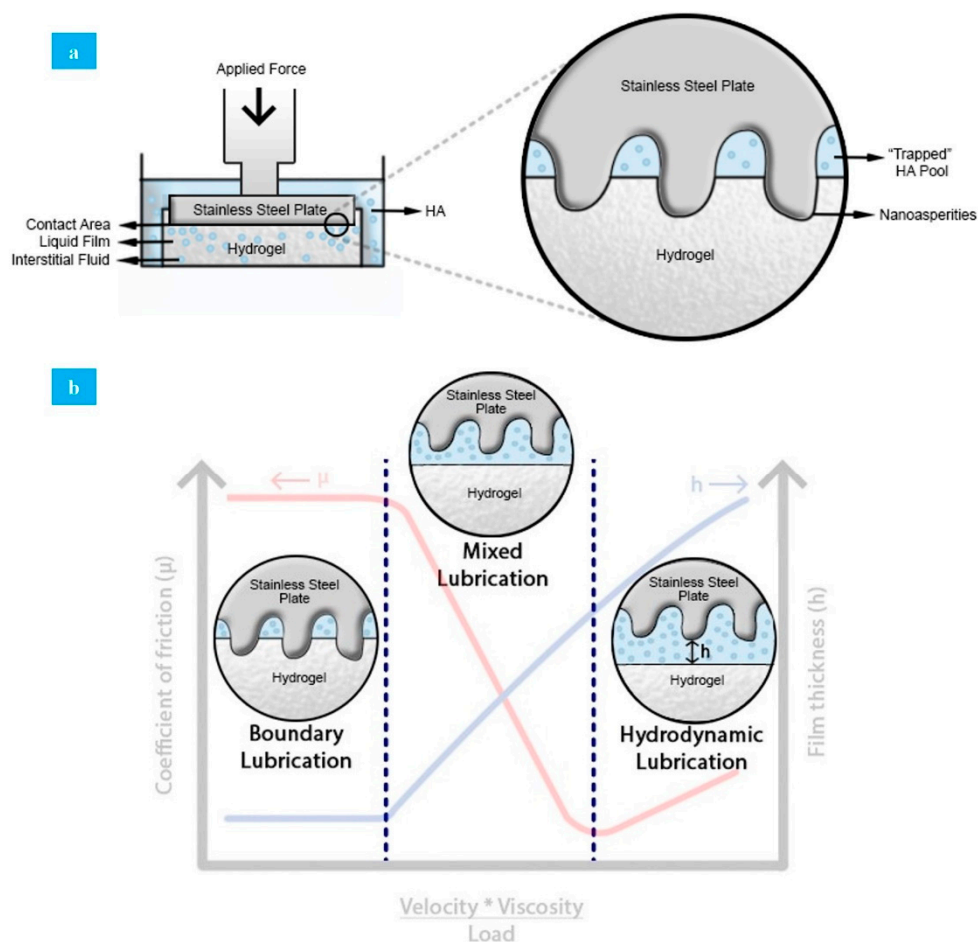 a
Applied Force
Stainless Steel Plate
Contact Area
Liquid Film
Interstitial Fluid
Hydrogel
HA
Stainless Steel Plate
"Trapped"
HA Pool
Nanoasperities
Hydrogel
b
Stainless Steel
Plate
Hydrogel
Mixed
Lubrication
μ
h
Coefficient of friction (μ)
Stainless Steel
Plate
Hydrogel
Boundary
Lubrication
Stainless Steel
Plate
h
Hydrogel
Hydrodynamic
Lubrication
Film thickness (h)
Velocity * Viscosity
Load